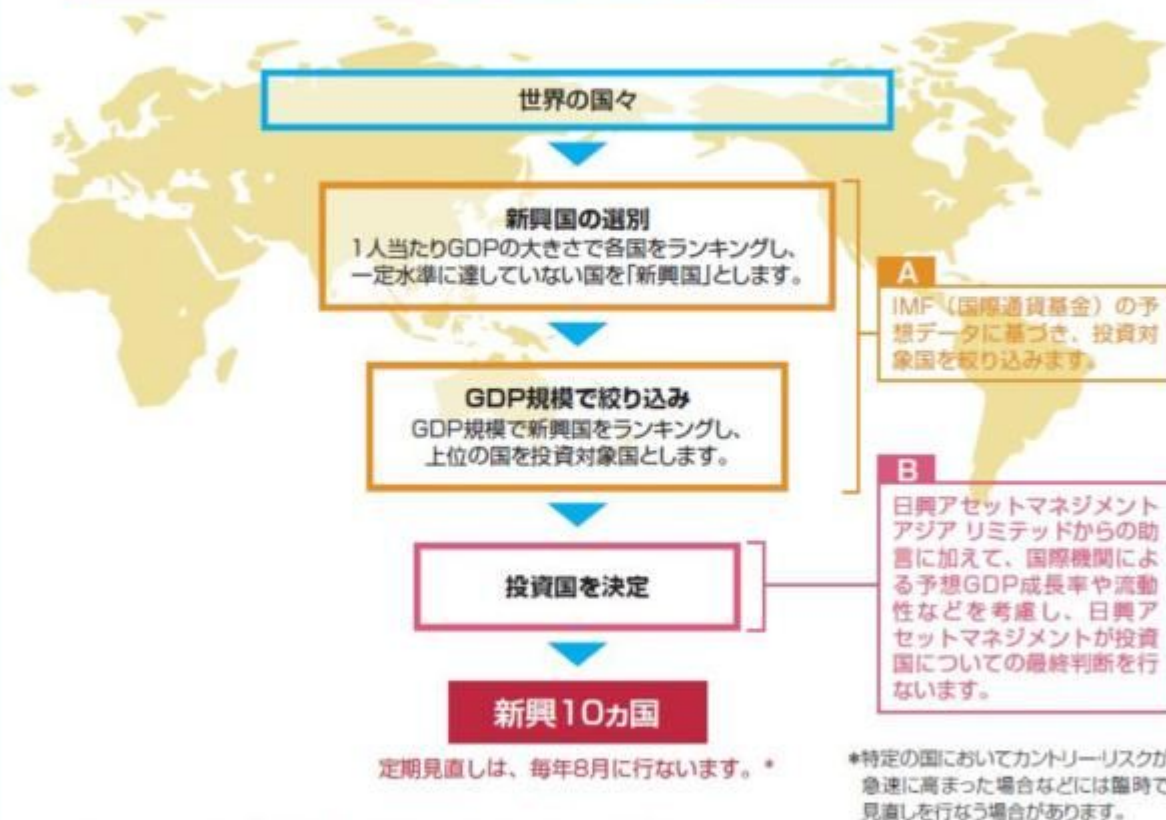 世界の国々
新興国の選別
1人当たりGDPの大きさで各国をランキングし、
一定水準に達していない国を「新興国」とします。
A
IMF（国際通貨基金）の予
想データに基づき、投資対
象国を絞り込みます。
GDP規模で絞り込み
GDP規模で新興国をランキングし、
上位の国を投資対象国とします。
B
日興アセットマネジメント
アジア リミテッドからの助
言に加えて、国際機関によ
る予想GDP成長率や流動
性などを考慮し、日興ア
セットマネジメントが投資
国についての最終判断を行
ないます。
投資国を決定
新興10ヵ国
定期見直しは、毎年8月に行ないます。*
*特定の国においてカントリー・リスクが
急速に高まった場合などには臨時で
見直しを行なう場合があります。